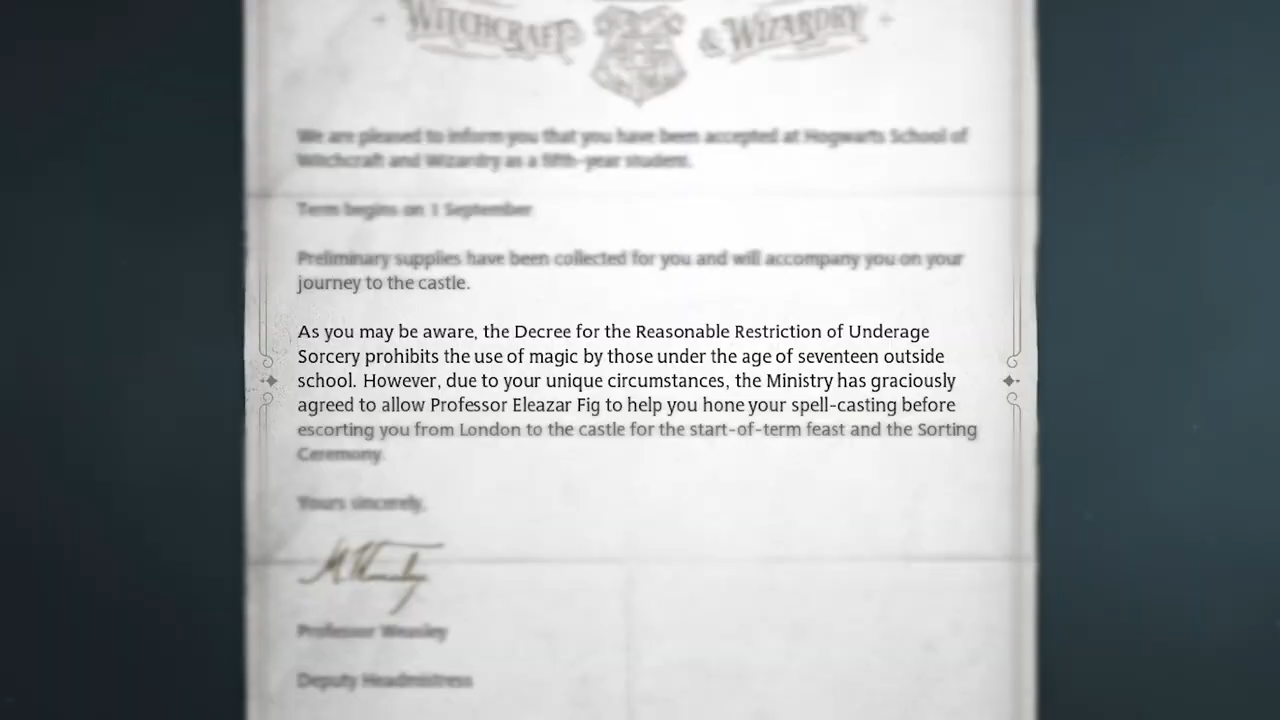 WITCHCRAFT & WIZARDRY
We are pleased to inform you that you have been accepted at Hogwarts School of
Witchcraft and Wizardry as a fifth-year student.
Term begins on 1 September
Preliminary supplies have been collected for you and will accompany you on your
journey to the castle.
As you may be aware, the Decree for the Reasonable Restriction of Underage
Sorcery prohibits the use of magic by those under the age of seventeen outside
school. However, due to your unique circumstances, the Ministry has graciously
agreed to allow Professor Eleazar Fig to help you hone your spell-casting before
escorting you from London to the castle for the start-of-term feast and the Sorting
Ceremony.
Yours sincerely,
Professor Weasley
Deputy Headmistress